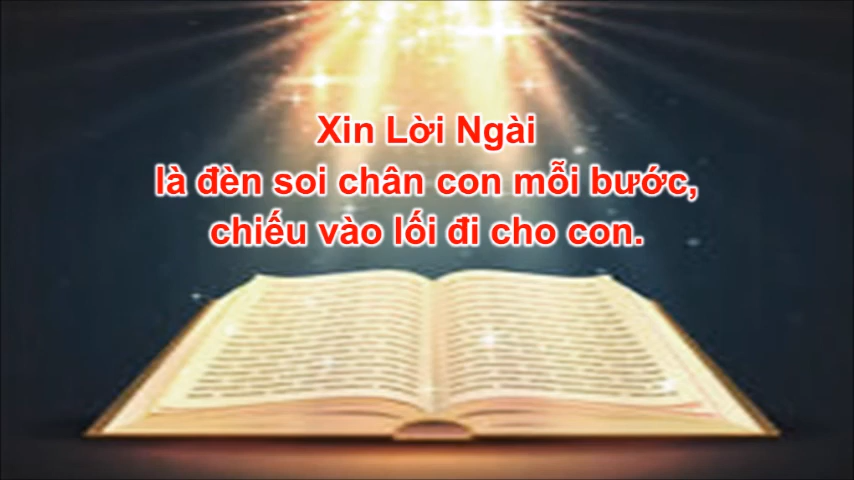 Xin Lời Ngài
là đèn soi chân con mỗi bước,
chiếu vào lối đi cho con.